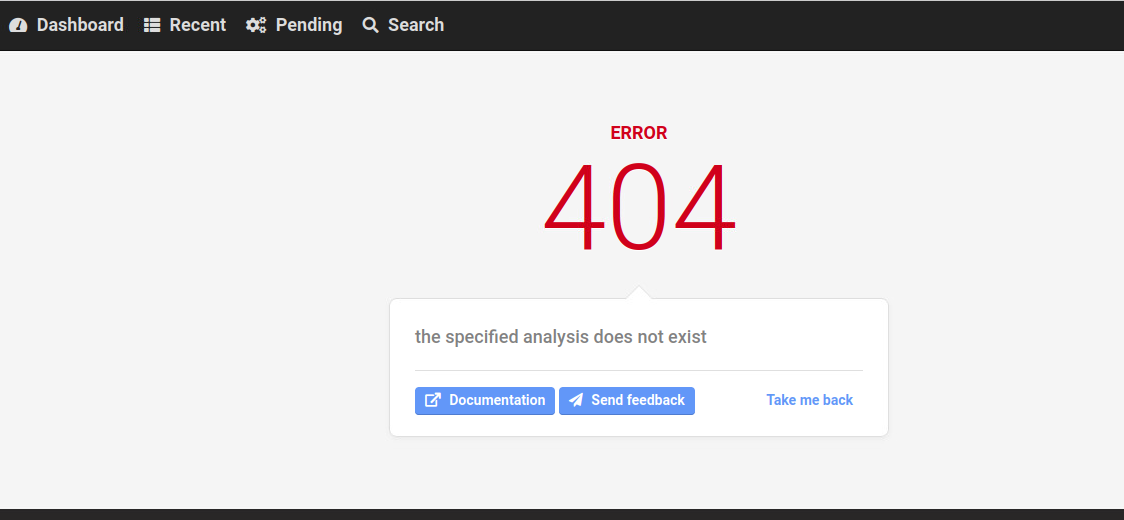 Dashboard Recent Pending Search
ERROR
404
the specified analysis does not exist
Documentation Send feedback Take me back